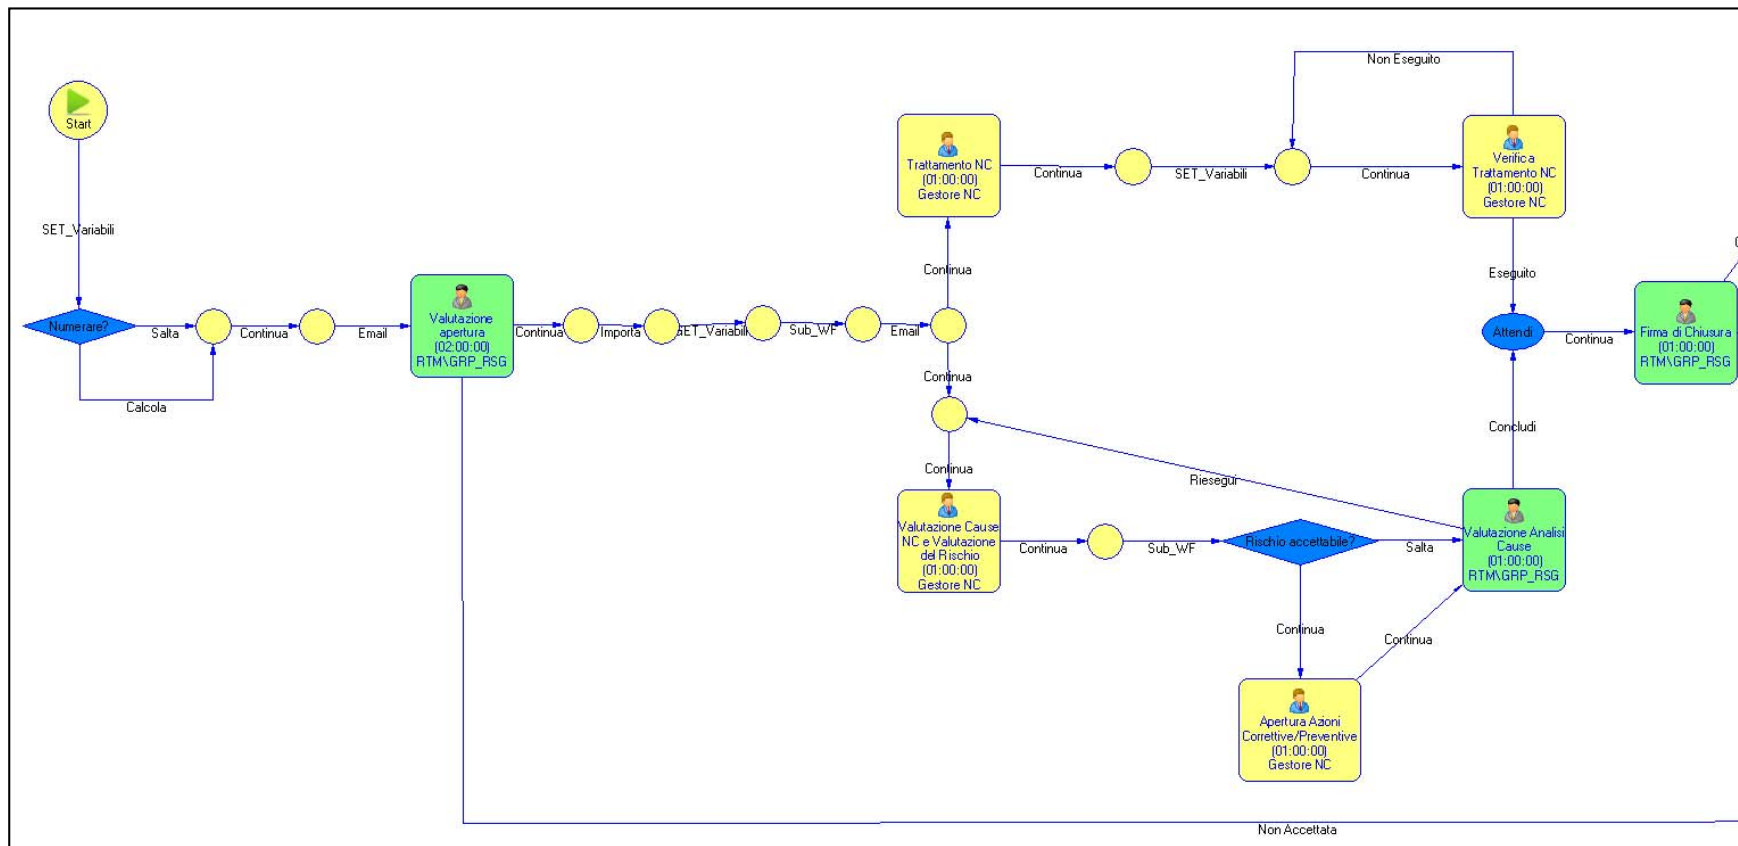 Non Eseguito
Start
Trattamento NC
(01:00:00)
Gestore NC
Continua
SET_Variabili
Continua
Verifica
Trattamento NC
(01:00:00)
Gestore NC
SET_Variabili
Continua
Eseguito
Numerare?
Salta
Continua
Email
Valutazione
apertura
(02:00:00)
RTM\GRP_RSG
Continua
Importa
GET_Variabili
Sub_WF
Email
Attendi
Continua
Firma di Chiusura
(01:00:00)
RTM\GRP_RSG
Calcola
Continua
Concludi
Continua
Riesegui
Valutazione Cause
NC e Valutazione
del Rischio
(01:00:00)
Gestore NC
Continua
Sub_WF
Rischio accettabile?
Salta
Valutazione Analisi
Cause
(01:00:00)
RTM\GRP_RSG
Continua
Continua
Apertura Azioni
Correttive/Preventive
(01:00:00)
Gestore NC
Non Accettata